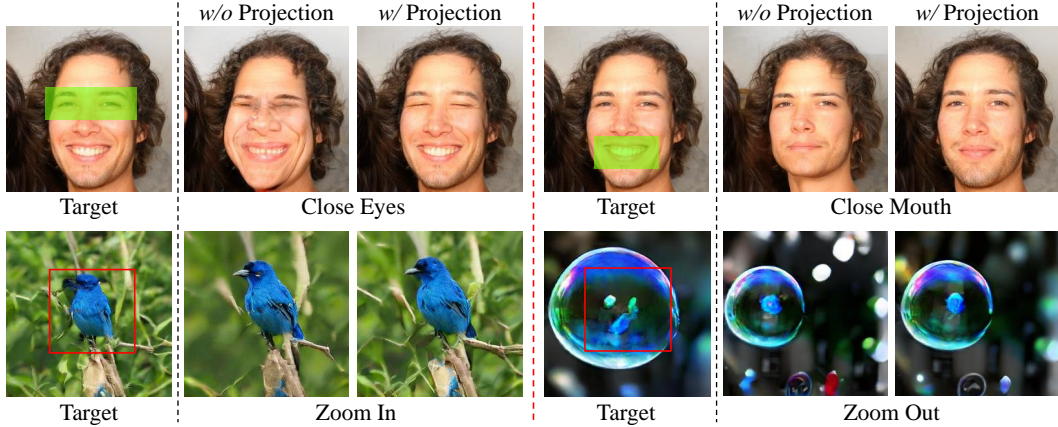 w/o Projection w/ Projection w/o Projection w/ Projection
Target Close Eyes Target Close Mouth
Target Zoom In Target Zoom Out